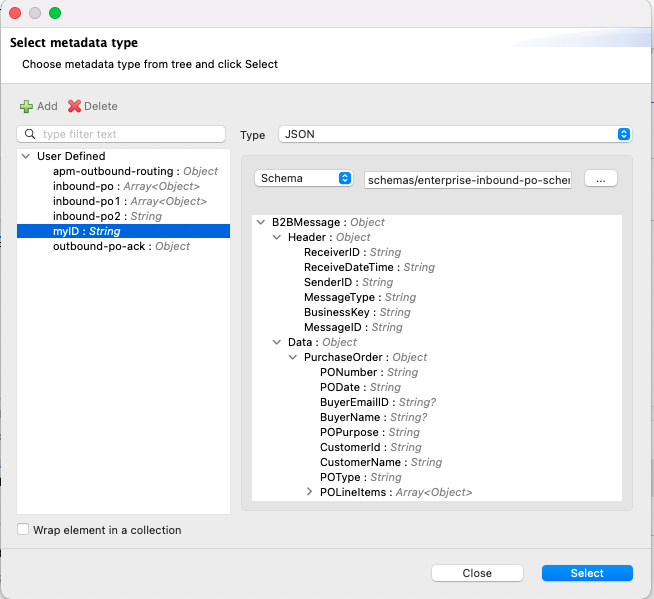 Select metadata type
Choose metadata type from tree and click Select
Add Delete
type filter text
Type JSON
User Defined
apm-outbound-routing : Object
inbound-po : Array<Object>
inbound-po1 : Array<Object>
inbound-po2 : String
myID : String
outbound-po-ack : Object
Schema schemas/enterprise-inbound-po-schem ...
B2BMessage : Object
Header : Object
ReceiverID : String
ReceiveDateTime : String
SenderID : String
MessageType : String
BusinessKey : String
MessageID : String
Data : Object
PurchaseOrder : Object
PONumber : String
PODate : String
BuyerEmailID : String?
BuyerName : String?
POPurpose : String
CustomerId : String
CustomerName : String
POType : String
POLineItems : Array<Object>
Wrap element in a collection
Close Select